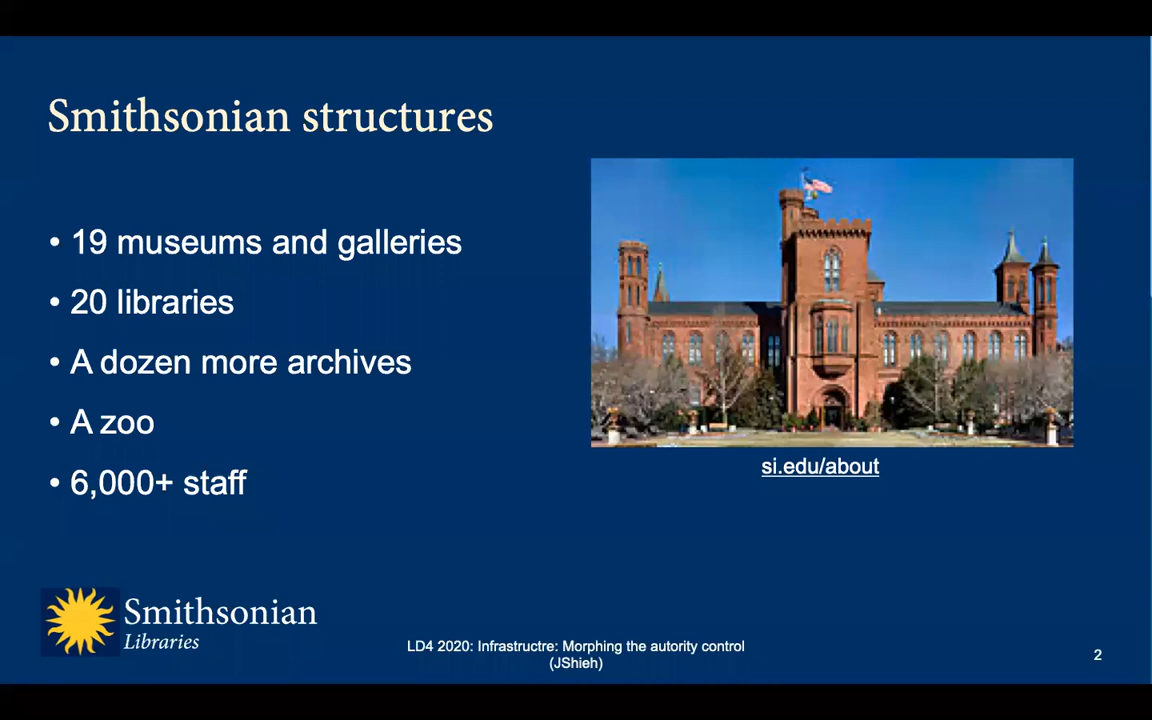 Smithsonian structures
• 19 museums and galleries
• 20 libraries
• A dozen more archives
• A zoo
• 6,000+ staff
si.edu/about
Smithsonian
Libraries
LD4 2020: Infrastructre: Morphing the autority control
(JShieh)
2